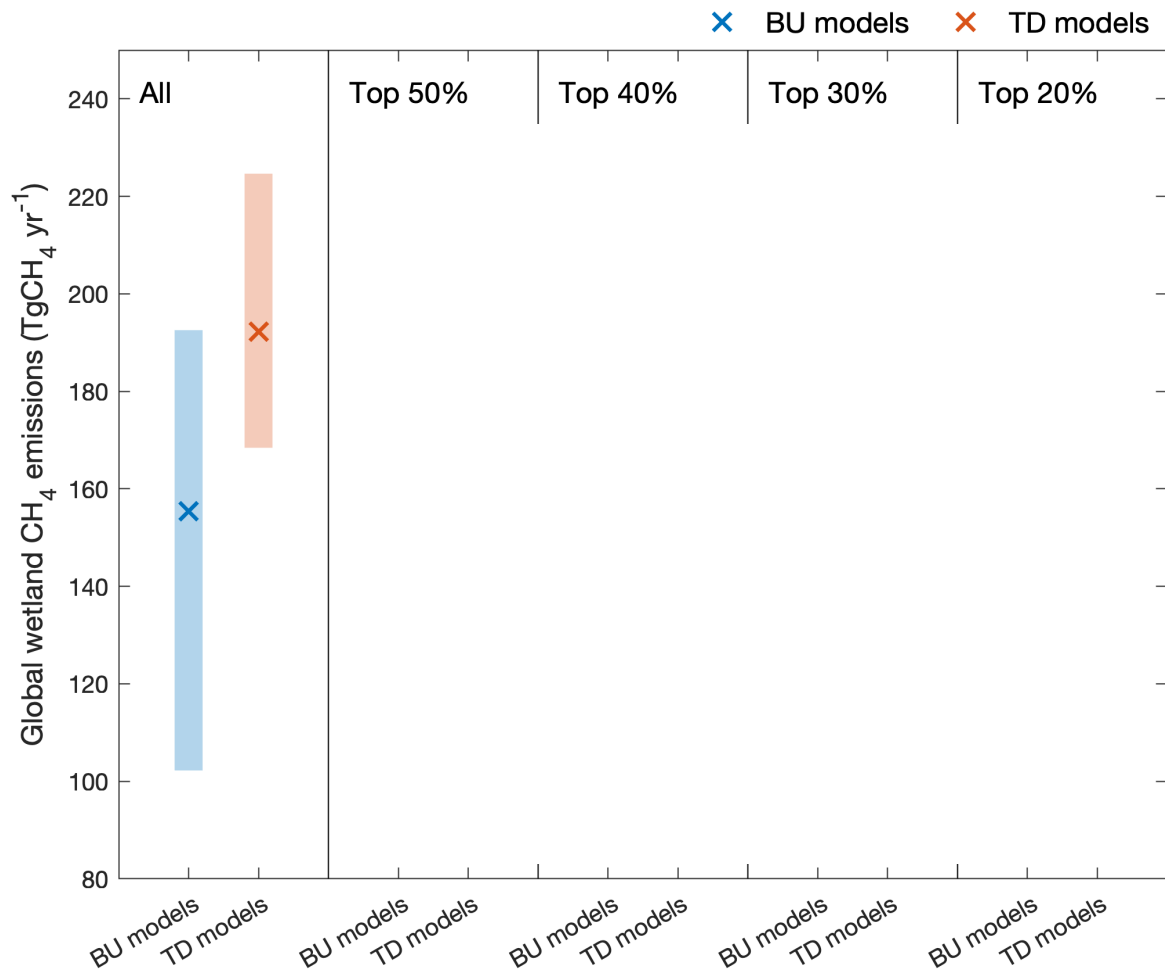 BU models TD models
All Top 50% Top 40% Top 30% Top 20%
Global wetland CH₄ emissions (TgCH₄ yr⁻¹)
240
220
200
180
160
140
120
100
80
BU models TD models BU models TD models BU models TD models BU models TD models BU models TD models